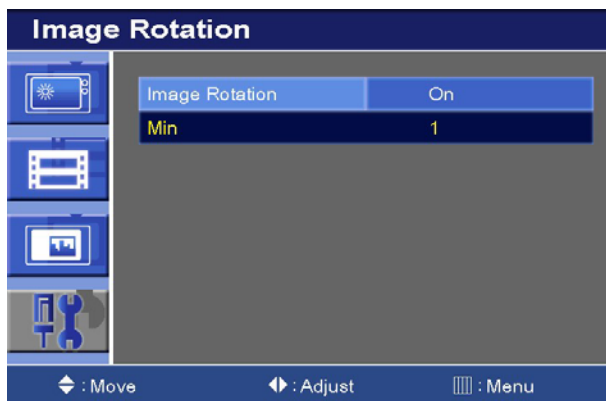 Image Rotation
Image Rotation On
Min 1
: Move : Adjust : Menu